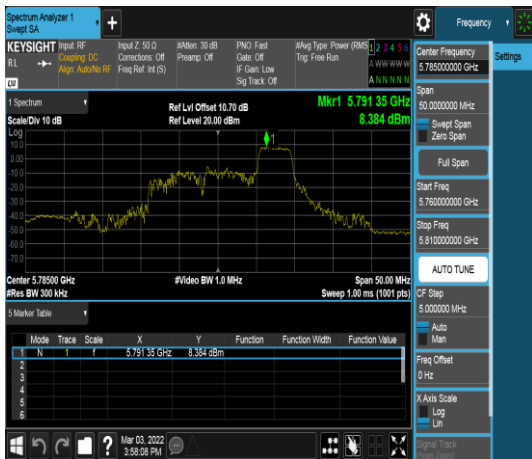 Spectrum Analyzer 1
Swept SA
+
Frequency
KEYSIGHT
RL
Input: RF
Coupling: DC
Align: Auto/No RF
Input Z: 50 Ω
Corrections: Off
Freq Ref: Int (S)
#Atten: 30 dB
Preamp: Off
PNO: Fast
Gate: Off
IF Gain: Low
Sig Track: Off
#Avg Type: Power (RMS
Trig: Free Run
1 2 3 4 5 6
A W W W W W
A N N N N N
Center Frequency
5.785000000 GHz
Settings
Span
50.0000000 MHz
Swept Span
Zero Span
Full Span
Start Freq
5.760000000 GHz
Stop Freq
5.810000000 GHz
AUTO TUNE
CF Step
5.000000 MHz
Auto
Man
Freq Offset
0 Hz
X Axis Scale
Log
Lin
Signal Track
(Span Zoom)
1 Spectrum
Scale/Div 10 dB
Ref Lvl Offset 10.70 dB
Ref Level 20.00 dBm
Mkr1 5.791 35 GHz
8.384 dBm
Log
10.0
0.00
-10.0
-20.0
-30.0
-40.0
-50.0
-60.0
-70.0
1
Center 5.78500 GHz
#Res BW 300 kHz
#Video BW 1.0 MHz
Span 50.00 MHz
Sweep 1.00 ms (1001 pts)
5 Marker Table
Mode Trace Scale X Y Function Function Width Function Value
1 N 1 f 5.791 35 GHz 8.384 dBm
2
3
4
5
6
?
Mar 03, 2022
3:58:08 PM